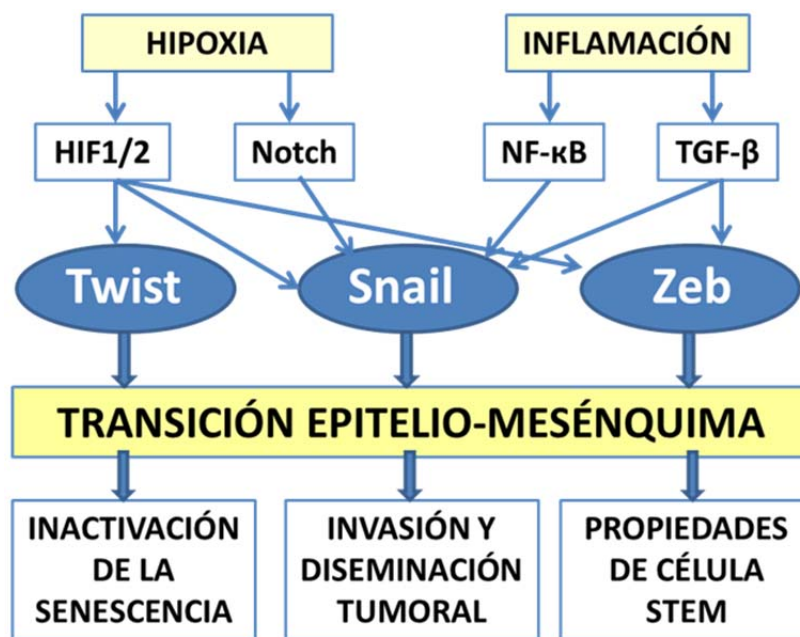 HIPOXIA
INFLAMACIÓN
HIF1/2
Notch
NF-κB
TGF-β
Twist
Snail
Zeb
TRANSICIÓN EPITELIO-MESÉNQUIMA
INACTIVACIÓN
DE LA
SENESCENCIA
INVASIÓN Y
DISEMINACIÓN
TUMORAL
PROPIEDADES
DE CÉLULA
STEM